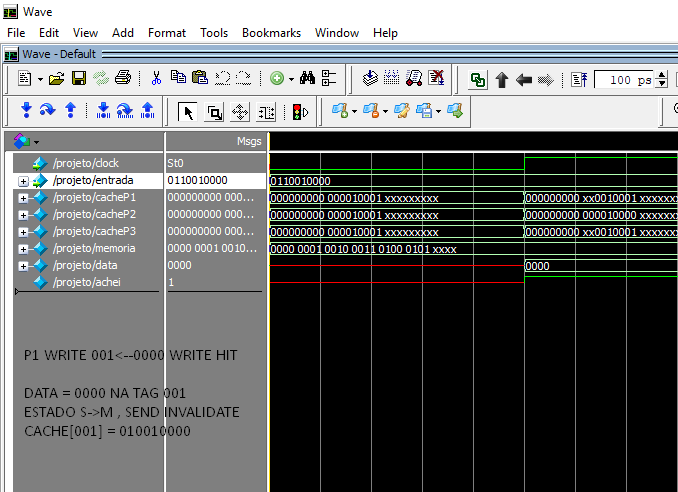 Wave
File Edit View Add Format Tools Bookmarks Window Help
Wave - Default
100 ps
Msgs
/projeto/clock St0
/projeto/entrada 0110010000 0110010000
/projeto/cacheP1 000000000 000... 000000000 000010001 xxxxxxxxx 000000000 xx0010001 xxxxxxx
/projeto/cacheP2 000000000 000... 000000000 000010001 xxxxxxxxx 000000000 000010000 xxxxxxx
/projeto/cacheP3 000000000 000... 000000000 000010001 xxxxxxxxx 000000000 xx0010001 xxxxxxx
/projeto/memoria 0000 0001 0010... 0000 0001 0010 0011 0100 0101 xxxx
/projeto/data 0000 0000
/projeto/achei 1
P1 WRITE 001<--0000 WRITE HIT
DATA = 0000 NA TAG 001
ESTADO S->M , SEND INVALIDATE
CACHE[001] = 010010000